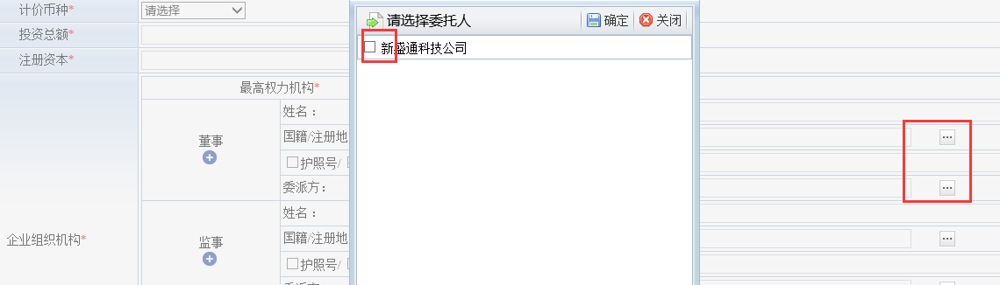 计价币种* 请选择
请选择委托人 确定 关闭
投资总额*
新盛通科技公司
注册资本*
最高权力机构*
姓名：
董事
国籍/注册地
护照号/
委派方：
姓名：
企业组织机构*
监事
国籍/注册地
护照号/